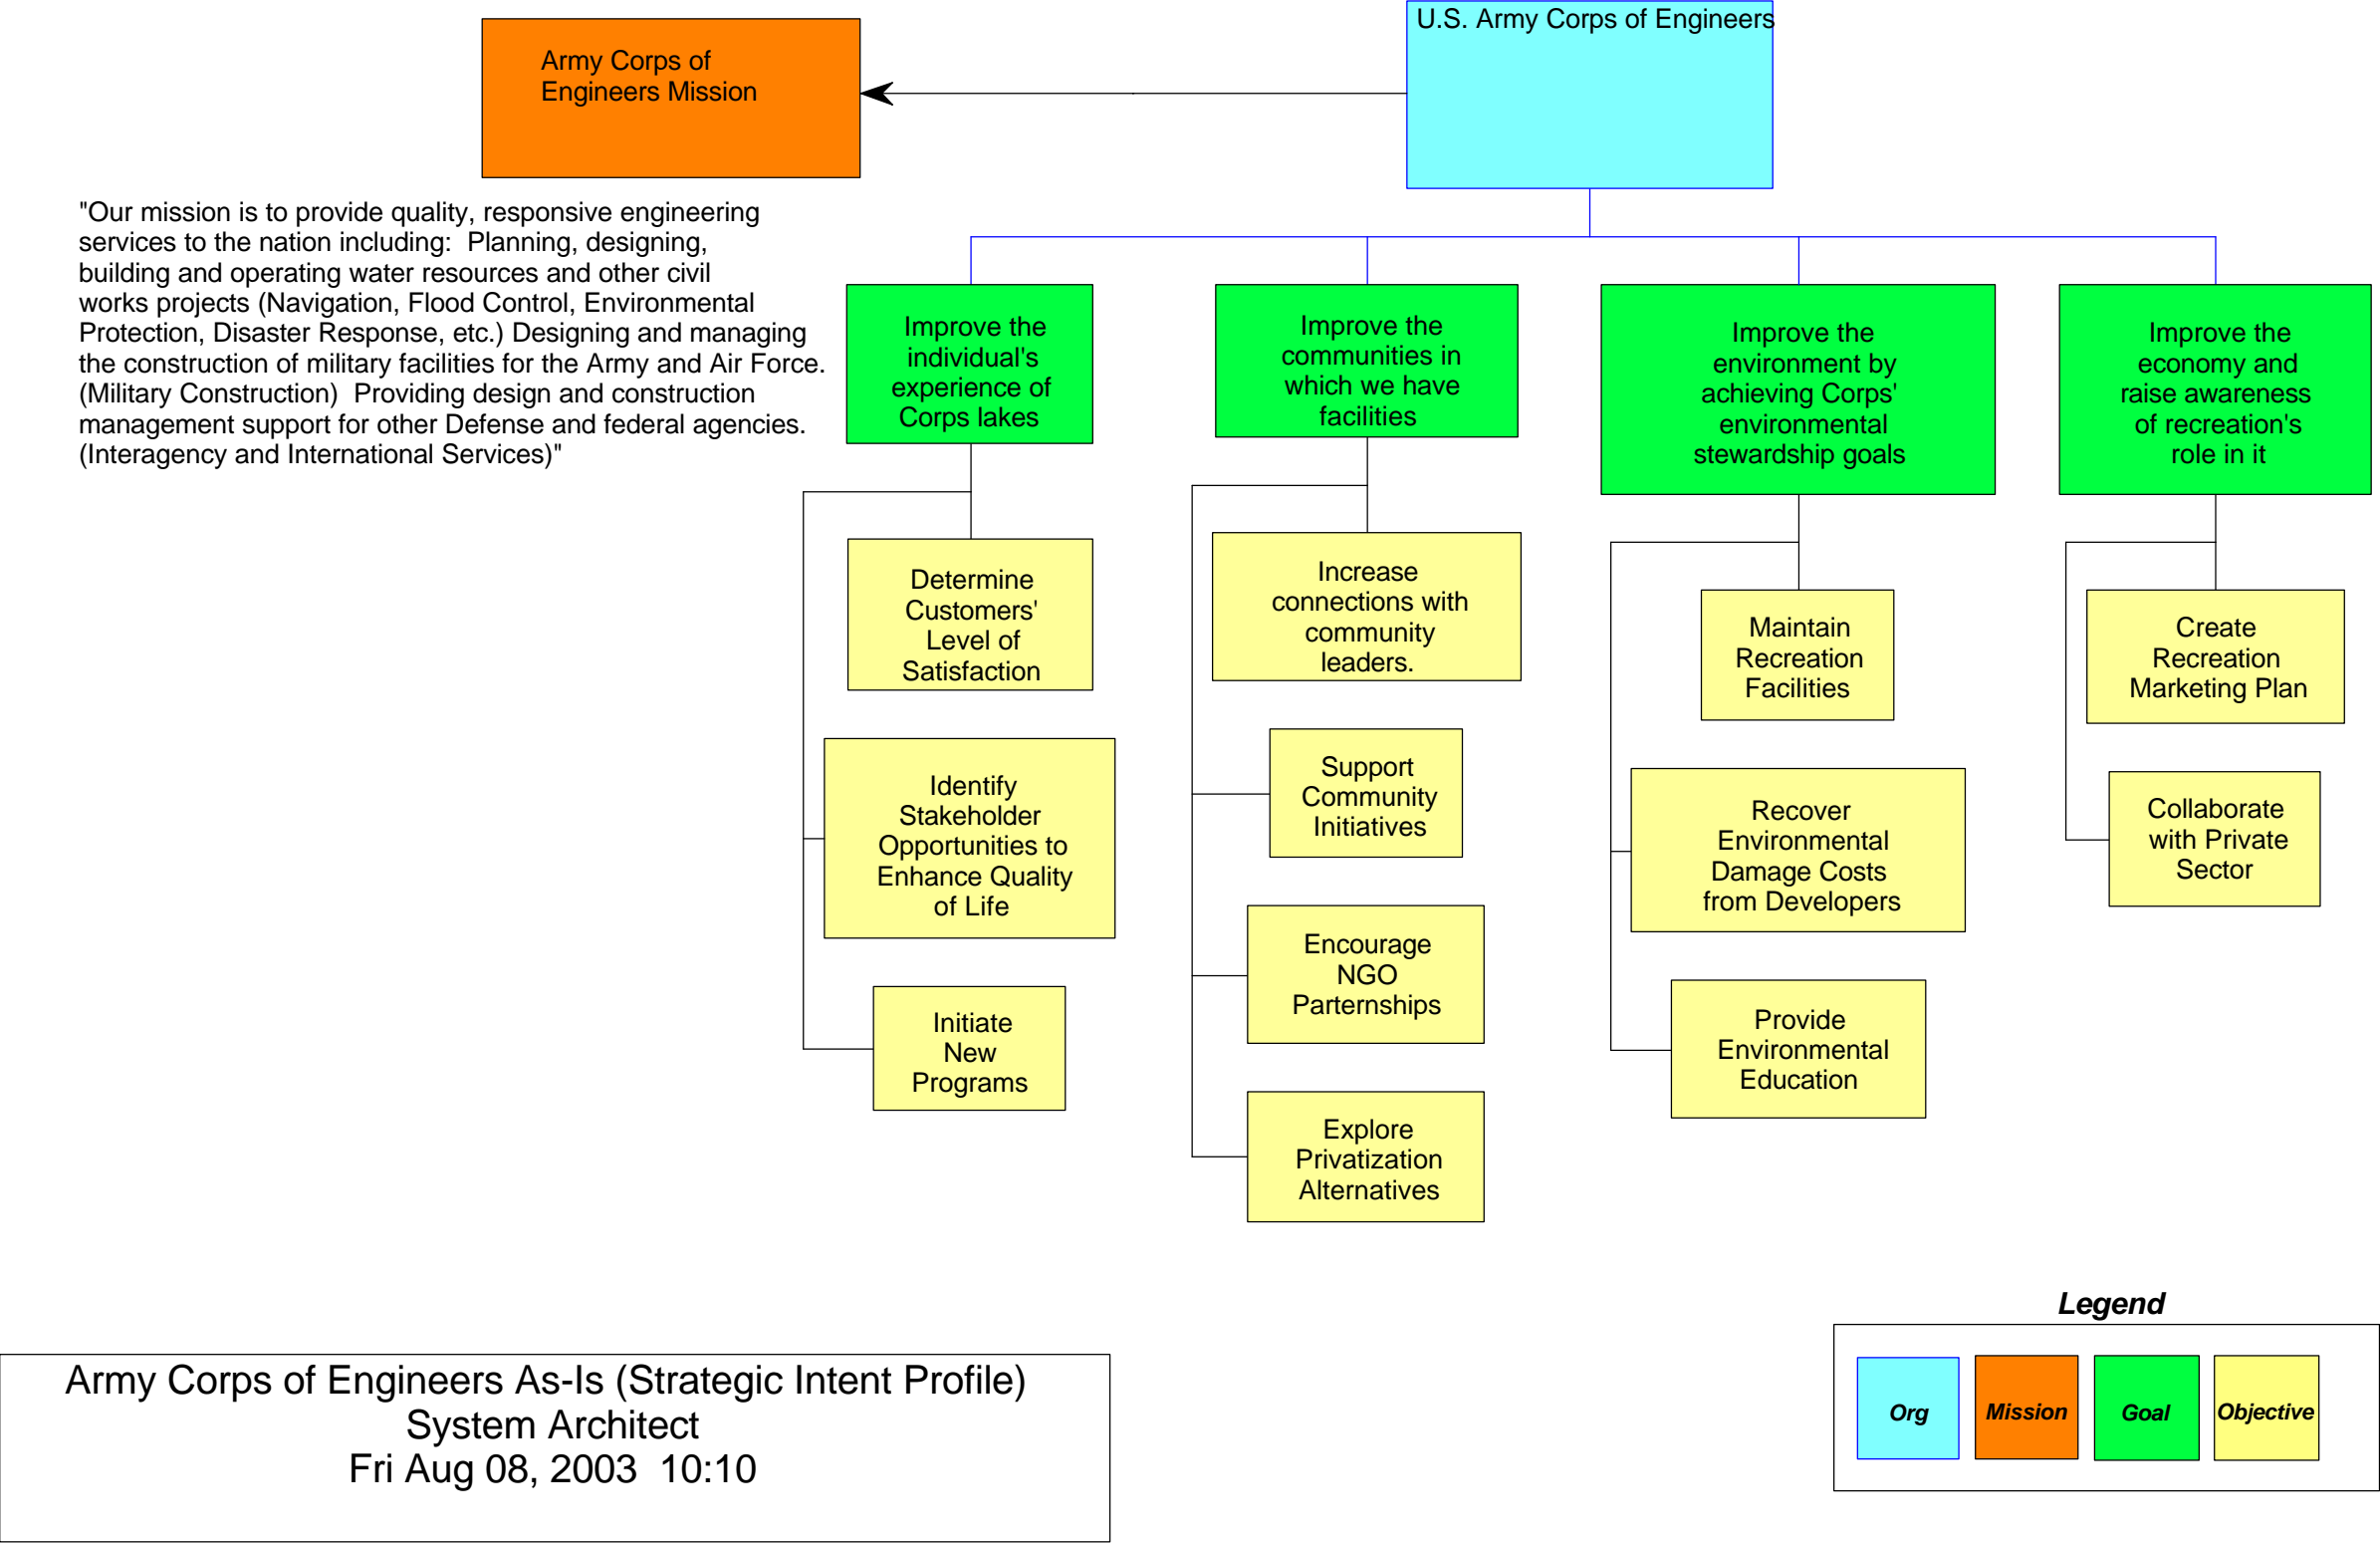 U.S. Army Corps of Engineers
Army Corps of
Engineers Mission
"Our mission is to provide quality, responsive engineering
services to the nation including:  Planning, designing,
building and operating water resources and other civil
works projects (Navigation, Flood Control, Environmental
Protection, Disaster Response, etc.) Designing and managing
the construction of military facilities for the Army and Air Force.
(Military Construction)  Providing design and construction
management support for other Defense and federal agencies.
(Interagency and International Services)"
Improve the
individual's
experience of
Corps lakes
Determine
Customers'
Level of
Satisfaction
Identify
Stakeholder
Opportunities to
Enhance Quality
of Life
Initiate
New
Programs
Improve the
communities in
which we have
facilities
Increase
connections with
community
leaders.
Support
Community
Initiatives
Encourage
NGO
Parternships
Explore
Privatization
Alternatives
Improve the
environment by
achieving Corps'
environmental
stewardship goals
Maintain
Recreation
Facilities
Recover
Environmental
Damage Costs
from Developers
Provide
Environmental
Education
Improve the
economy and
raise awareness
of recreation's
role in it
Create
Recreation
Marketing Plan
Collaborate
with Private
Sector
Legend
Org
Mission
Goal
Objective
Army Corps of Engineers As-Is (Strategic Intent Profile)
System Architect
Fri Aug 08, 2003  10:10